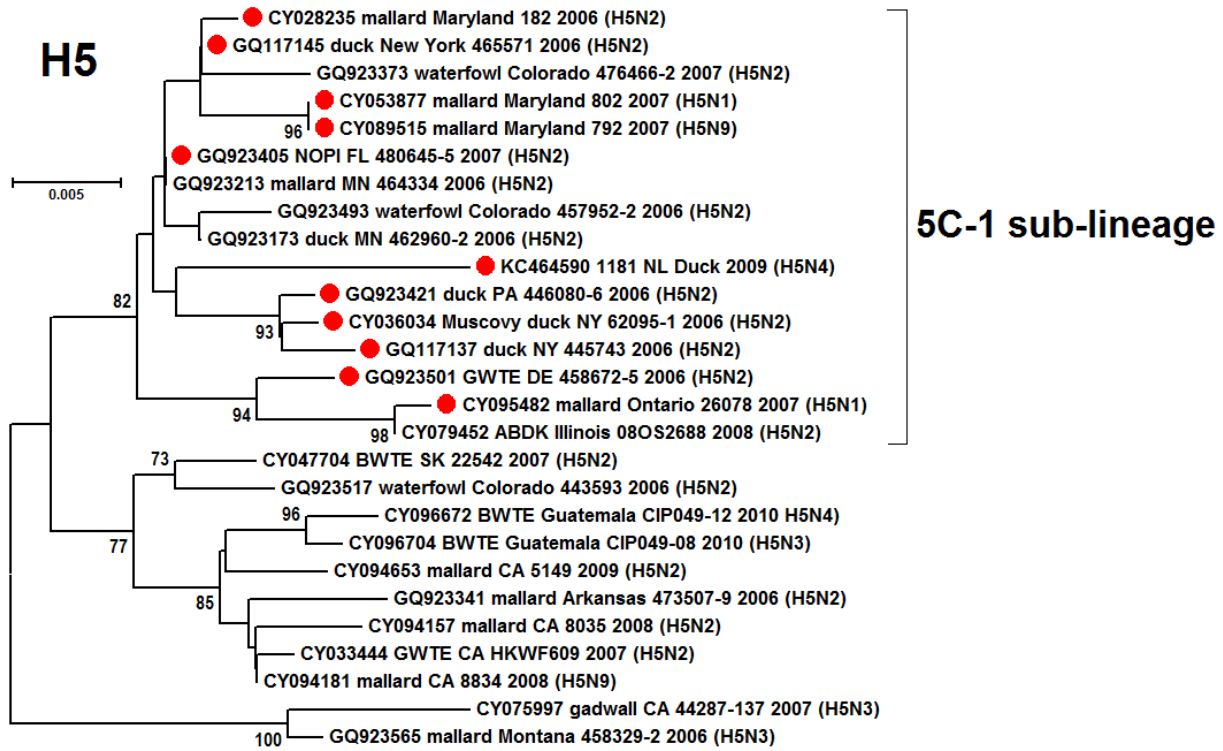 H5
CY028235 mallard Maryland 182 2006 (H5N2)
GQ117145 duck New York 465571 2006 (H5N2)
GQ923373 waterfowl Colorado 476466-2 2007 (H5N2)
CY053877 mallard Maryland 802 2007 (H5N1)
96
CY089515 mallard Maryland 792 2007 (H5N9)
GQ923405 NOPI FL 480645-5 2007 (H5N2)
0.005
GQ923213 mallard MN 464334 2006 (H5N2)
GQ923493 waterfowl Colorado 457952-2 2006 (H5N2)
5C-1 sub-lineage
GQ923173 duck MN 462960-2 2006 (H5N2)
KC464590 1181 NL Duck 2009 (H5N4)
82
GQ923421 duck PA 446080-6 2006 (H5N2)
93
CY036034 Muscovy duck NY 62095-1 2006 (H5N2)
GQ117137 duck NY 445743 2006 (H5N2)
GQ923501 GWTE DE 458672-5 2006 (H5N2)
94
CY095482 mallard Ontario 26078 2007 (H5N1)
98
CY079452 ABDK Illinois 08OS2688 2008 (H5N2)
73
CY047704 BWTE SK 22542 2007 (H5N2)
GQ923517 waterfowl Colorado 443593 2006 (H5N2)
96
CY096672 BWTE Guatemala CIP049-12 2010 H5N4)
77
CY096704 BWTE Guatemala CIP049-08 2010 (H5N3)
CY094653 mallard CA 5149 2009 (H5N2)
85
GQ923341 mallard Arkansas 473507-9 2006 (H5N2)
CY094157 mallard CA 8035 2008 (H5N2)
CY033444 GWTE CA HKWF609 2007 (H5N2)
CY094181 mallard CA 8834 2008 (H5N9)
CY075997 gadwall CA 44287-137 2007 (H5N3)
100
GQ923565 mallard Montana 458329-2 2006 (H5N3)